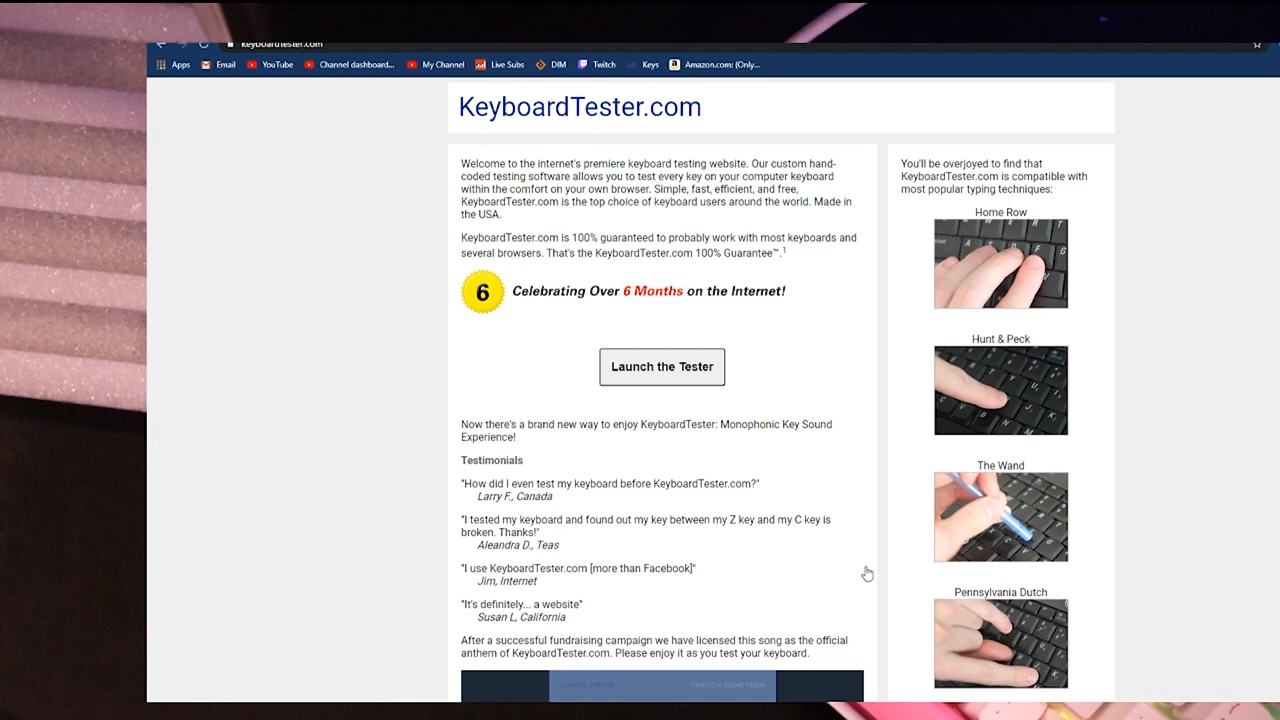 keyboardtester.com
Apps Email YouTube Channel dashboard... My Channel Live Subs DIM Twitch Keys Amazon.com: (Only...
KeyboardTester.com
Welcome to the internet's premiere keyboard testing website. Our custom hand-
coded testing software allows you to test every key on your computer keyboard
within the comfort on your own browser. Simple, fast, efficient, and free,
KeyboardTester.com is the top choice of keyboard users around the world. Made in
the USA.
KeyboardTester.com is 100% guaranteed to probably work with most keyboards and
several browsers. That's the KeyboardTester.com 100% Guarantee™.1
6 Celebrating Over 6 Months on the Internet!
Launch the Tester
Now there's a brand new way to enjoy KeyboardTester: Monophonic Key Sound
Experience!
Testimonials
"How did I even test my keyboard before KeyboardTester.com?"
Larry F., Canada
"I tested my keyboard and found out my key between my Z key and my C key is
broken. Thanks!"
Aleandra D., Teas
"I use KeyboardTester.com [more than Facebook]"
Jim, Internet
"It's definitely... a website"
Susan L, California
After a successful fundraising campaign we have licensed this song as the official
anthem of KeyboardTester.com. Please enjoy it as you test your keyboard.
TWENTY NINETEEN
You'll be overjoyed to find that
KeyboardTester.com is compatible with
most popular typing techniques:
Home Row
Hunt & Peck
The Wand
Pennsylvania Dutch